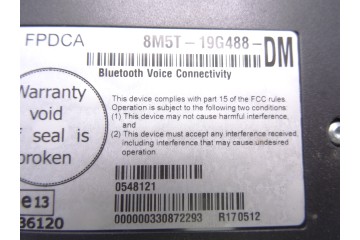 FPDCA
8M5T-19G488-DM
Bluetooth Voice Connectivity
Warranty
void
if seal is
broken
This device complies with part 15 of the FCC rules.
Operation is subject to the following two conditions.
(1) This device may not cause harmful interference,
and
(2) This device must accept any interference received,
including interference that may cause undesired
operation
0548121
e13
36120
000000330872293
R170512